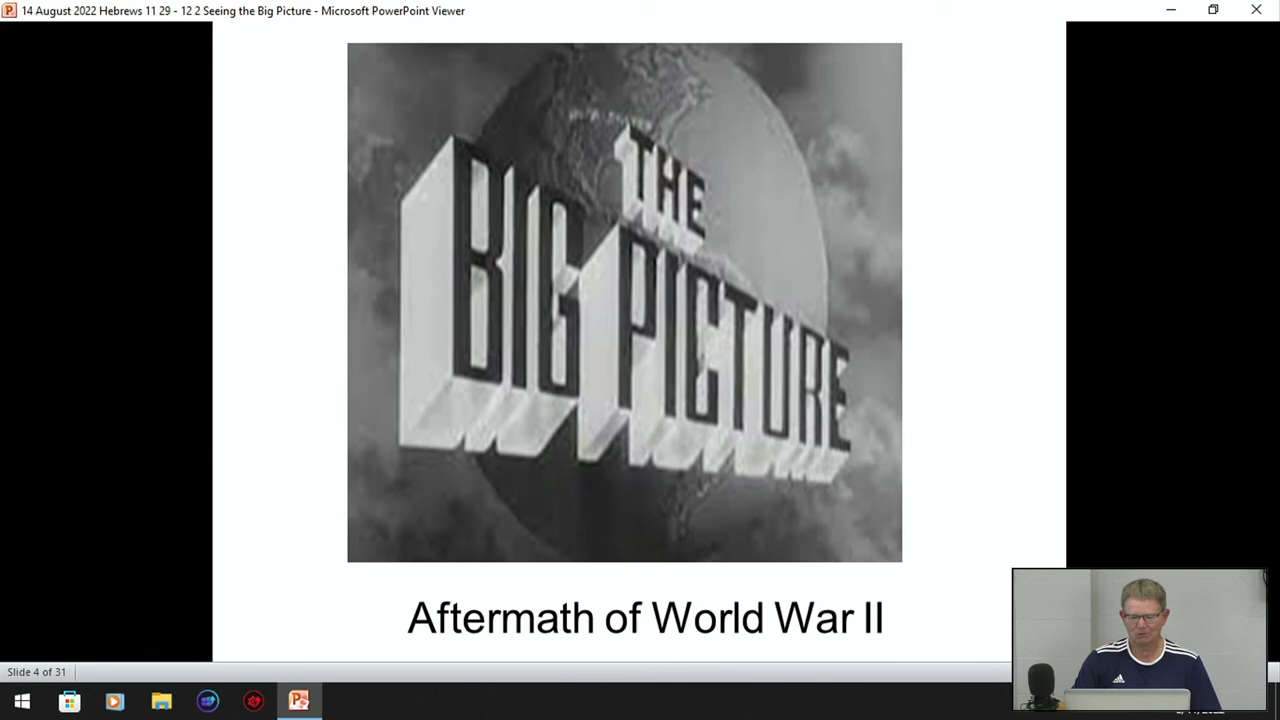 14 August 2022 Hebrews 11 29 - 12 2 Seeing the Big Picture - Microsoft PowerPoint Viewer
THE
BIG PICTURE
Aftermath of World War II
Slide 4 of 31